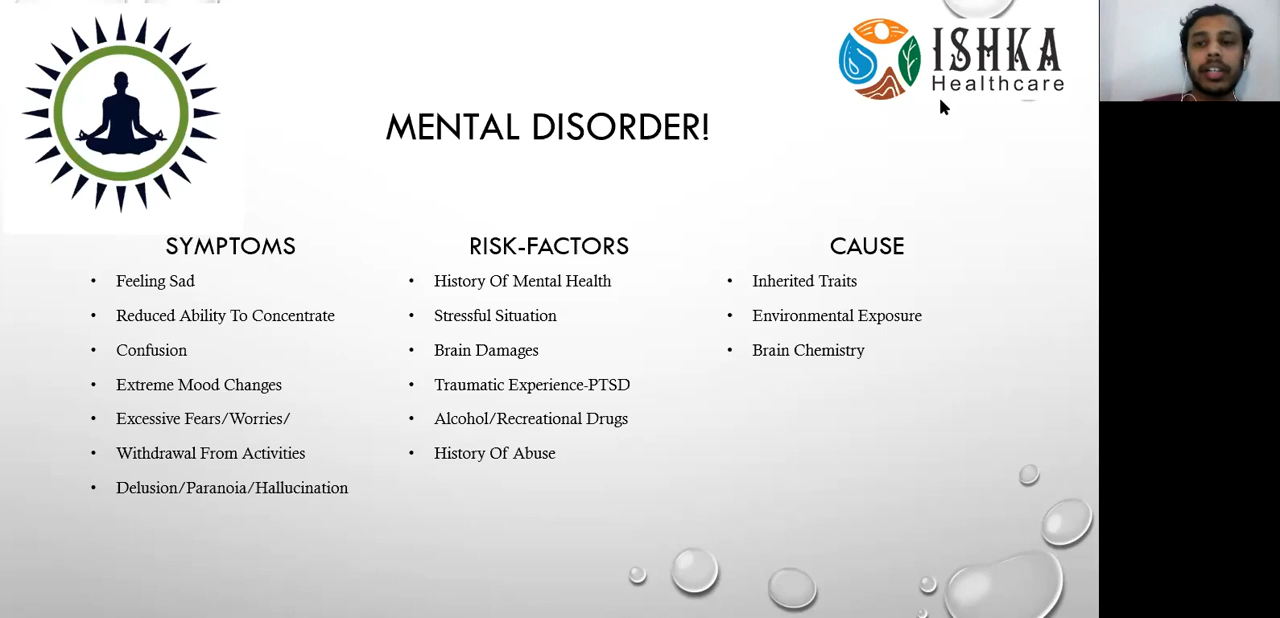 ISHKA
Healthcare
MENTAL DISORDER!
SYMPTOMS
• Feeling Sad
• Reduced Ability To Concentrate
• Confusion
• Extreme Mood Changes
• Excessive Fears/Worries/
• Withdrawal From Activities
• Delusion/Paranoia/Hallucination
RISK-FACTORS
• History Of Mental Health
• Stressful Situation
• Brain Damages
• Traumatic Experience-PTSD
• Alcohol/Recreational Drugs
• History Of Abuse
CAUSE
• Inherited Traits
• Environmental Exposure
• Brain Chemistry